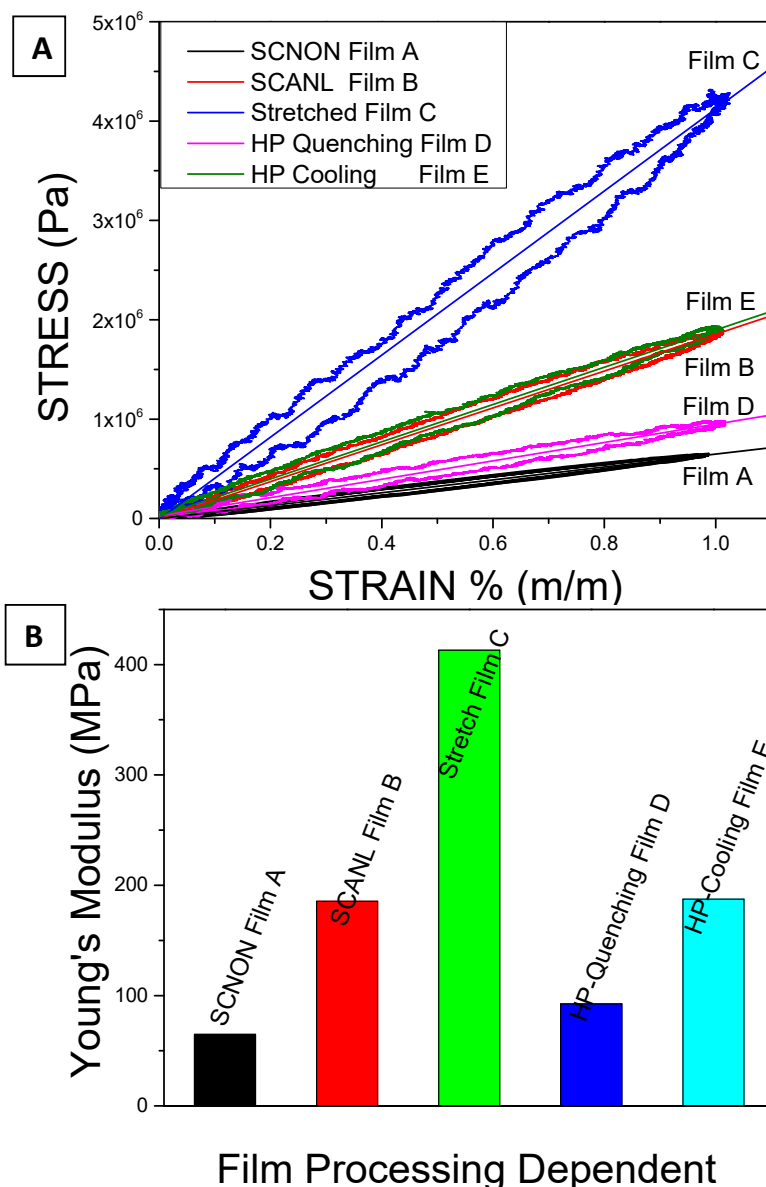 A
SCNON Film A
SCANL Film B
Stretched Film C
HP Quenching Film D
HP Cooling Film E
Film C
Film E
Film B
Film D
Film A
5x10⁶
4x10⁶
3x10⁶
2x10⁶
1x10⁶
0
STRESS (Pa)
0.0 0.2 0.4 0.6 0.8 1.0
STRAIN % (m/m)
B
400
300
200
100
0
Young's Modulus (MPa)
SCNON Film A
SCANL Film B
Stretch Film C
HP-Quenching Film D
HP-Cooling Film E
Film Processing Dependent